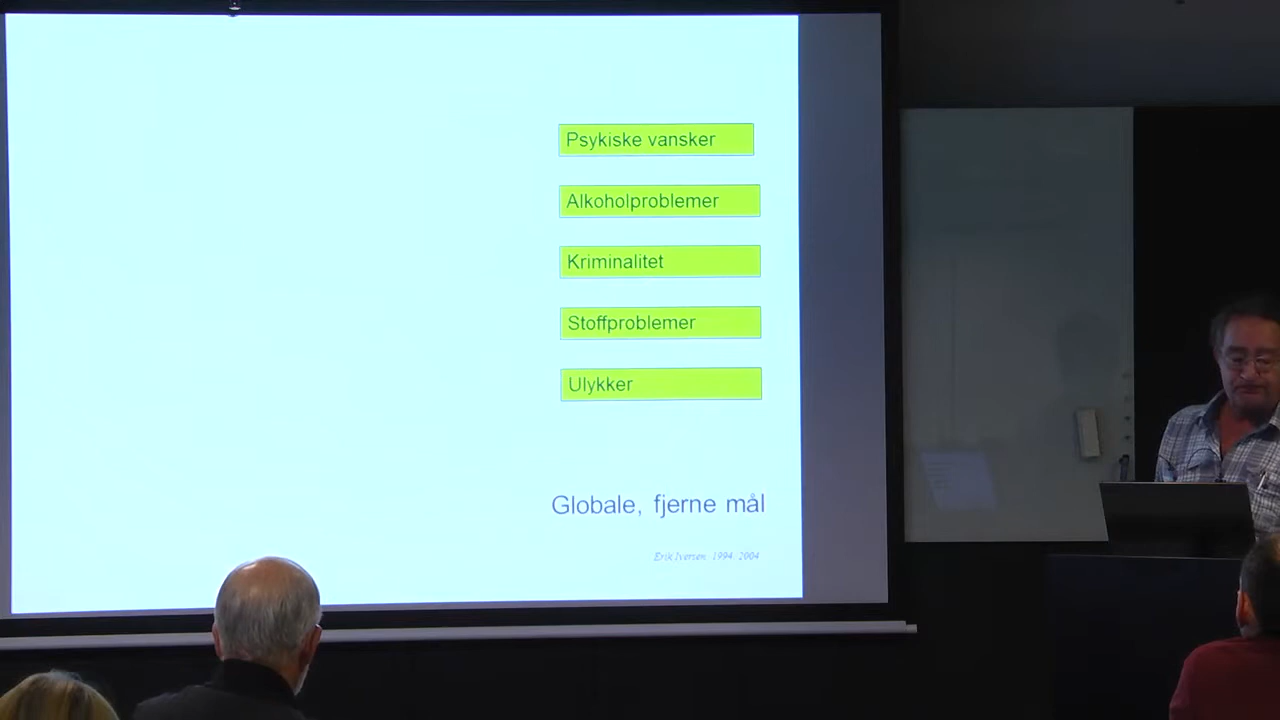 Psykiske vansker
Alkoholproblemer
Kriminalitet
Stoffproblemer
Ulykker
Globale, fjerne mål
Erik Iversen, 1994, 2004